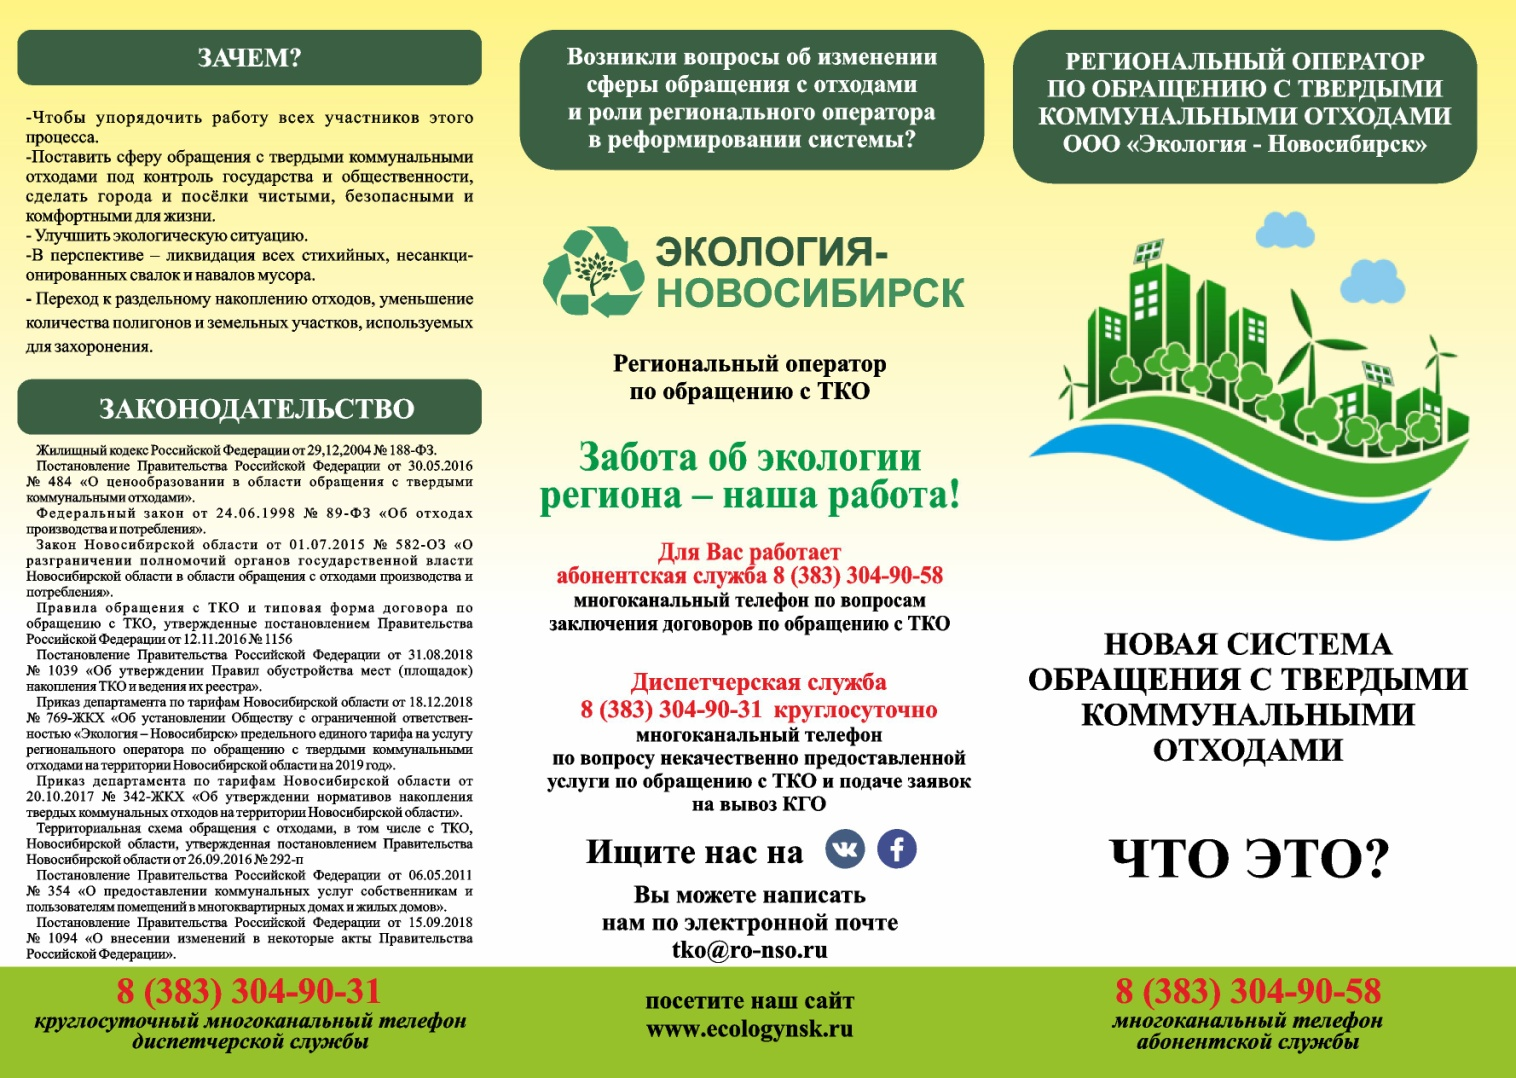 ЗАЧЕМ?
-Чтобы упорядочить работу всех участников этого
процесса.
-Поставить сферу обращения с твердыми коммунальными
отходами под контроль государства и общественности,
сделать города и посёлки чистыми, безопасными и
комфортными для жизни.
- Улучшить экологическую ситуацию.
-В перспективе – ликвидация всех стихийных, несанкци-
онированных свалок и навалов мусора.
- Переход к раздельному накоплению отходов, уменьшение
количества полигонов и земельных участков, используемых
для захоронения.
ЗАКОНОДАТЕЛЬСТВО
Жилищный кодекс Российской Федерации от 29,12,2004 № 188-ФЗ.
Постановление Правительства Российской Федерации от 30.05.2016
№ 484 «О ценообразовании в области обращения с твердыми
коммунальными отходами».
Федеральный закон от 24.06.1998 № 89-ФЗ «Об отходах
производства и потребления».
Закон Новосибирской области от 01.07.2015 № 582-ОЗ «О
разграничении полномочий органов государственной власти
Новосибирской области в области обращения с отходами производства и
потребления».
Правила обращения с ТКО и типовая форма договора по
обращению с ТКО, утвержденные постановлением Правительства
Российской Федерации от 12.11.2016 № 1156
Постановление Правительства Российской Федерации от 31.08.2018
№ 1039 «Об утверждении Правил обустройства мест (площадок)
накопления ТКО и ведения их реестра».
Приказ департамента по тарифам Новосибирской области от 18.12.2018
№ 769-ЖКХ «Об установлении Обществу с ограниченной ответствен-
ностью «Экология – Новосибирск» предельного единого тарифа на услугу
регионального оператора по обращению с твердыми коммунальными
отходами на территории Новосибирской области на 2019 год».
Приказ департамента по тарифам Новосибирской области от
20.10.2017 № 342-ЖКХ «Об утверждении нормативов накопления
твердых коммунальных отходов на территории Новосибирской области».
Территориальная схема обращения с отходами, в том числе с ТКО,
Новосибирской области, утвержденная постановлением Правительства
Новосибирской области от 26.09.2016 № 292-п
Постановление Правительства Российской Федерации от 06.05.2011
№ 354 «О предоставлении коммунальных услуг собственникам и
пользователям помещений в многоквартирных домах и жилых домов».
Постановление Правительства Российской Федерации от 15.09.2018
№ 1094 «О внесении изменений в некоторые акты Правительства
Российской Федерации».
8 (383) 304-90-31
круглосуточный многоканальный телефон
диспетчерской службы
Возникли вопросы об изменении
сферы обращения с отходами
и роли регионального оператора
в реформировании системы?
ЭКОЛОГИЯ-
НОВОСИБИРСК
Региональный оператор
по обращению с ТКО
Забота об экологии
региона – наша работа!
Для Вас работает
абонентская служба 8 (383) 304-90-58
многоканальный телефон по вопросам
заключения договоров по обращению с ТКО
Диспетчерская служба
8 (383) 304-90-31 круглосуточно
многоканальный телефон
по вопросу некачественно предоставленной
услуги по обращению с ТКО и подаче заявок
на вывоз КГО
Ищите нас на
Вы можете написать
нам по электронной почте
tko@ro-nso.ru
посетите наш сайт
www.ecologynsk.ru
РЕГИОНАЛЬНЫЙ ОПЕРАТОР
ПО ОБРАЩЕНИЮ С ТВЕРДЫМИ
КОММУНАЛЬНЫМИ ОТХОДАМИ
ООО «Экология - Новосибирск»
НОВАЯ СИСТЕМА
ОБРАЩЕНИЯ С ТВЕРДЫМИ
КОММУНАЛЬНЫМИ
ОТХОДАМИ
ЧТО ЭТО?
8 (383) 304-90-58
многоканальный телефон
абонентской службы